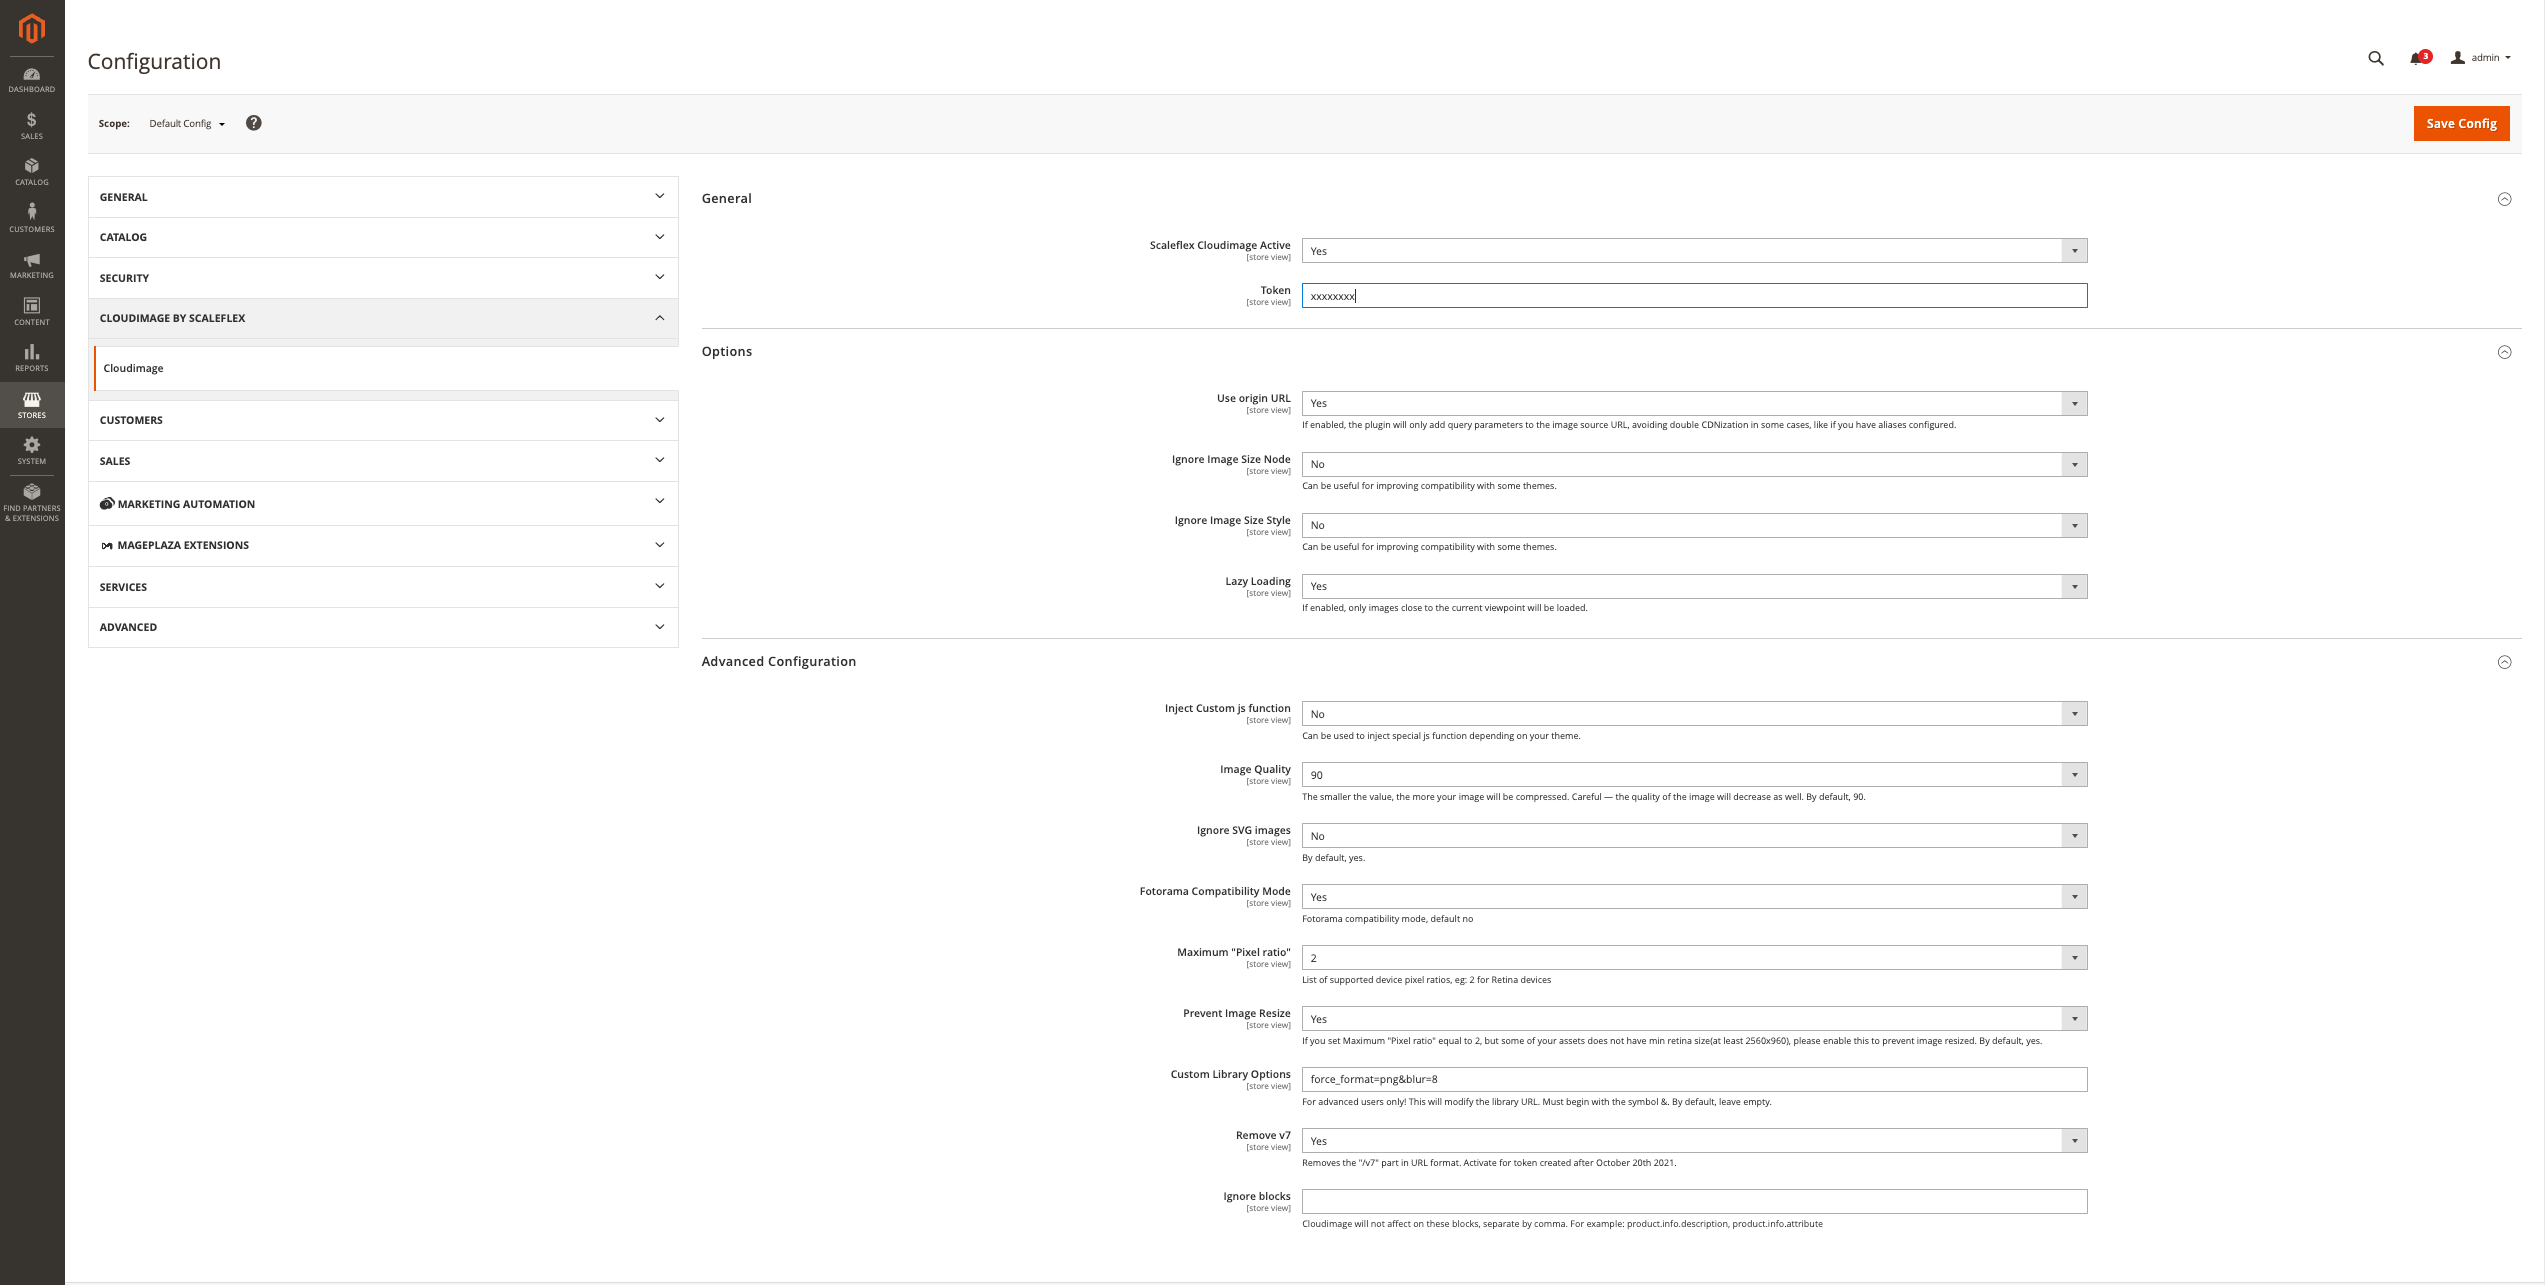 Configuration
3
admin
DASHBOARD
SALES
CATALOG
CUSTOMERS
MARKETING
CONTENT
REPORTS
STORES
SYSTEM
FIND PARTNERS
& EXTENSIONS
Scope:
Default Config
?
Save Config
GENERAL
CATALOG
SECURITY
CLOUDIMAGE BY SCALEFLEX
Cloudimage
CUSTOMERS
SALES
MARKETING AUTOMATION
MAGEPLAZA EXTENSIONS
SERVICES
ADVANCED
General
Scaleflex Cloudimage Active
[store view]
Yes
Token
[store view]
xxxxxxxx
Options
Use origin URL
[store view]
Yes
If enabled, the plugin will only add query parameters to the image source URL, avoiding double CDNization in some cases, like if you have aliases configured.
Ignore Image Size Node
[store view]
No
Can be useful for improving compatibility with some themes.
Ignore Image Size Style
[store view]
No
Can be useful for improving compatibility with some themes.
Lazy Loading
[store view]
Yes
If enabled, only images close to the current viewpoint will be loaded.
Advanced Configuration
Inject Custom js function
[store view]
No
Can be used to inject special js function depending on your theme.
Image Quality
[store view]
90
The smaller the value, the more your image will be compressed. Careful — the quality of the image will decrease as well. By default, 90.
Ignore SVG images
[store view]
No
By default, yes.
Fotorama Compatibility Mode
[store view]
Yes
Fotorama compatibility mode, default no
Maximum "Pixel ratio"
[store view]
2
List of supported device pixel ratios, eg: 2 for Retina devices
Prevent Image Resize
[store view]
Yes
If you set Maximum "Pixel ratio" equal to 2, but some of your assets does not have min retina size(at least 2560x960), please enable this to prevent image resized. By default, yes.
Custom Library Options
[store view]
force_format=png&blur=8
For advanced users only! This will modify the library URL. Must begin with the symbol &. By default, leave empty.
Remove v7
[store view]
Yes
Removes the "/v7" part in URL format. Activate for token created after October 20th 2021.
Ignore blocks
[store view]
Cloudimage will not affect on these blocks, separate by comma. For example: product.info.description, product.info.attribute